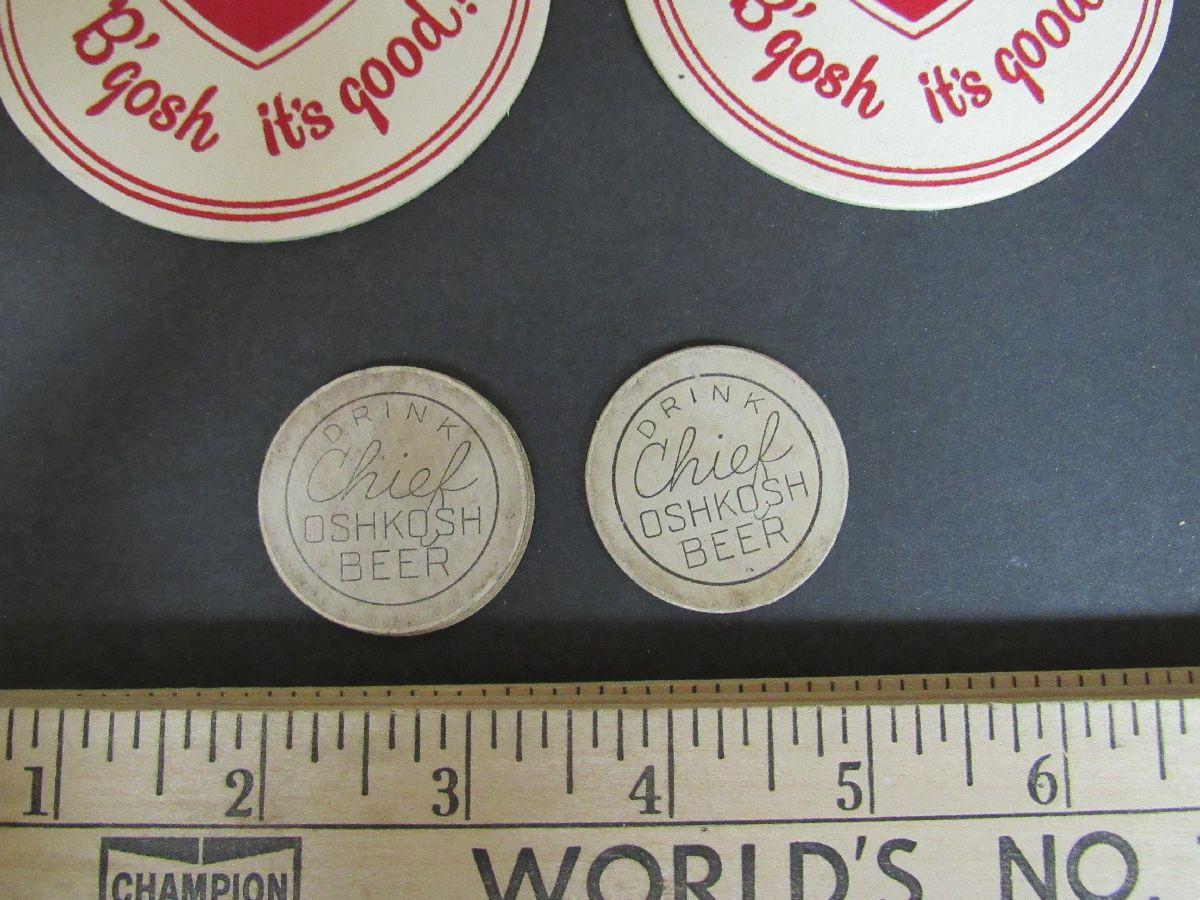 B'gosh it's good!
B'gosh it's good
DRINK
Chief
OSHKOSH
BEER
DRINK
Chief
OSHKOSH
BEER
1 2 3 4 5 6
CHAMPION
WORLD'S NO.